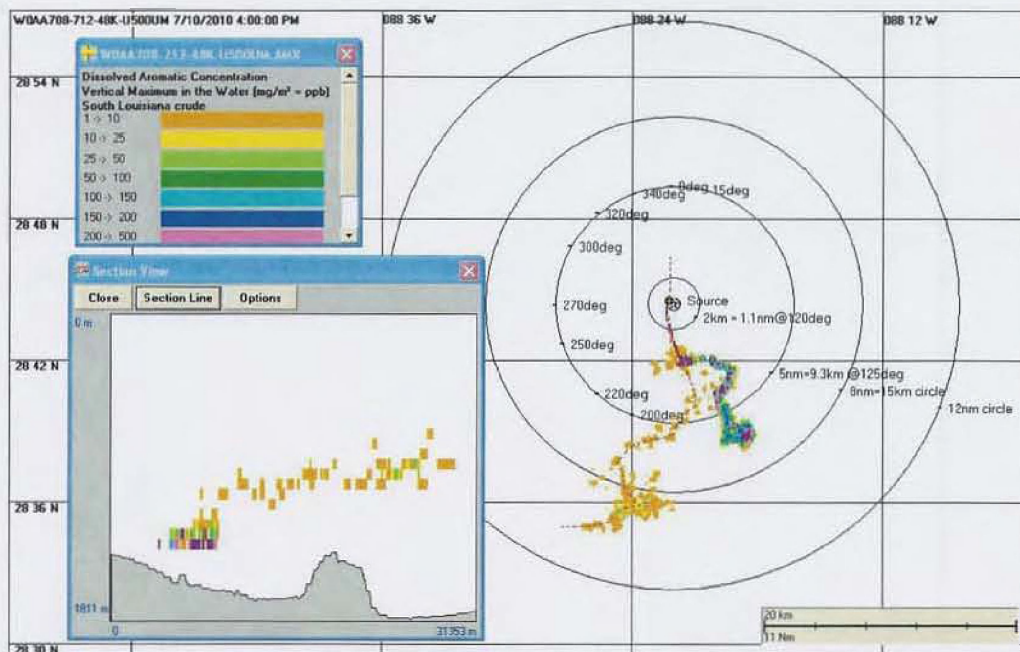 W0AA708-712-48K-U500UM 7/10/2010 4:00:00 PM
088 36 W
088 24 W
088 12 W
28 54 N
28 48 N
28 42 N
28 36 N
28 30 N
Dissolved Aromatic Concentration
Vertical Maximum in the Water (mg/m³ = ppb)
South Louisiana crude
1 -> 10
10 -> 25
25 -> 50
50 -> 100
100 -> 150
150 -> 200
200 -> 500
Section View
Close
Section Line
Options
0 m
1811 m
0
31353 m
340deg
0deg
15deg
320deg
300deg
270deg
250deg
220deg
200deg
Source
2km = 1.1nm@120deg
5nm=9.3km @125deg
8nm=15km circle
12nm circle
20 km
11 Nm